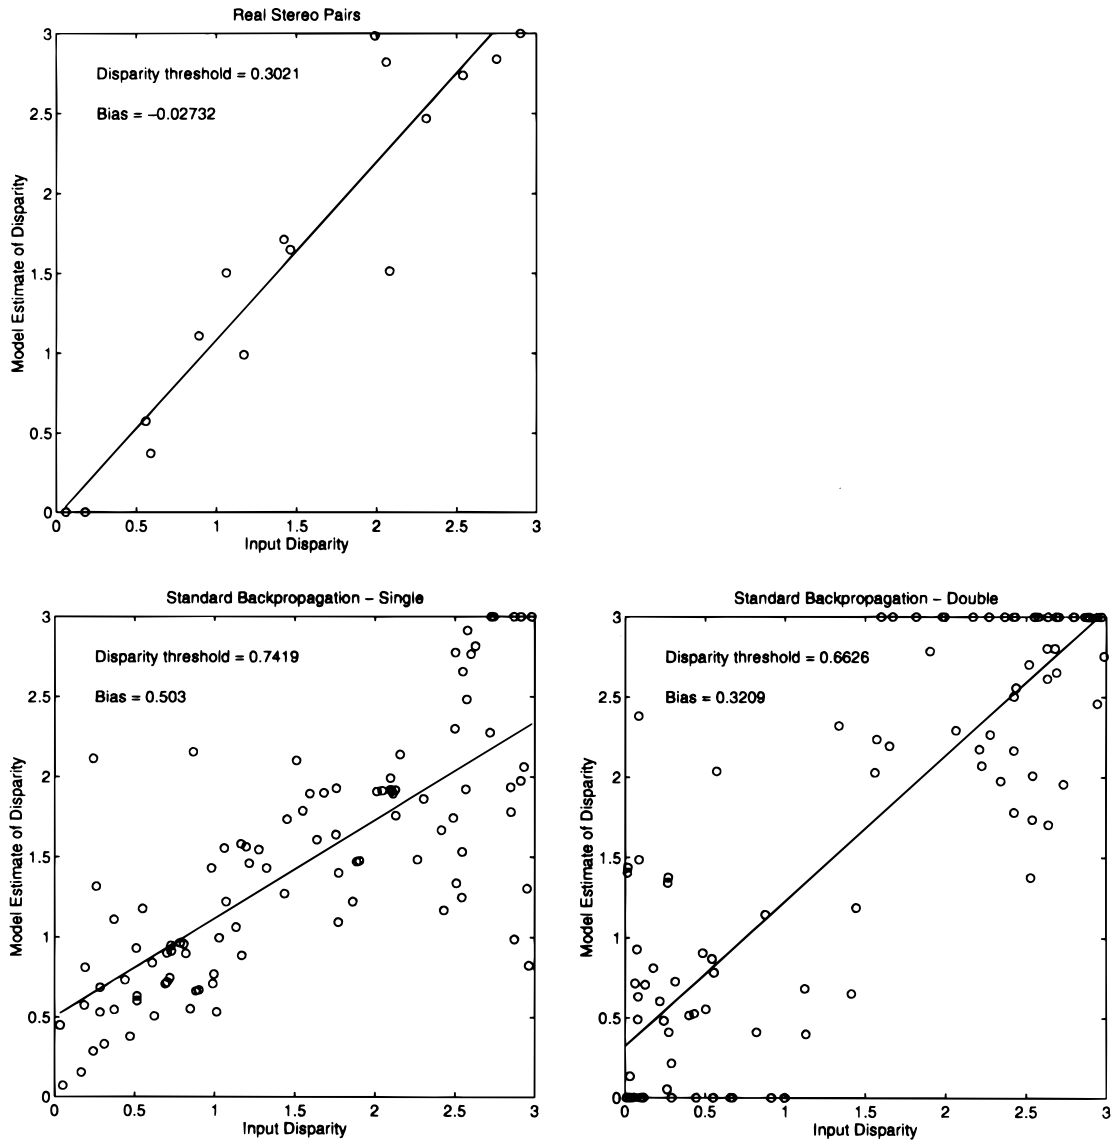 Real Stereo Pairs
3
Disparity threshold = 0.3021
2.5
Bias = –0.02732
2
Model Estimate of Disparity
1.5
1
0.5
0
0 0.5 1 1.5 2 2.5 3
Input Disparity
Standard Backpropagation – Single
3
Disparity threshold = 0.7419
2.5
Bias = 0.503
2
Model Estimate of Disparity
1.5
1
0.5
0
0 0.5 1 1.5 2 2.5 3
Input Disparity
Standard Backpropagation – Double
3
Disparity threshold = 0.6626
2.5
Bias = 0.3209
2
Model Estimate of Disparity
1.5
1
0.5
0
0 0.5 1 1.5 2 2.5 3
Input Disparity